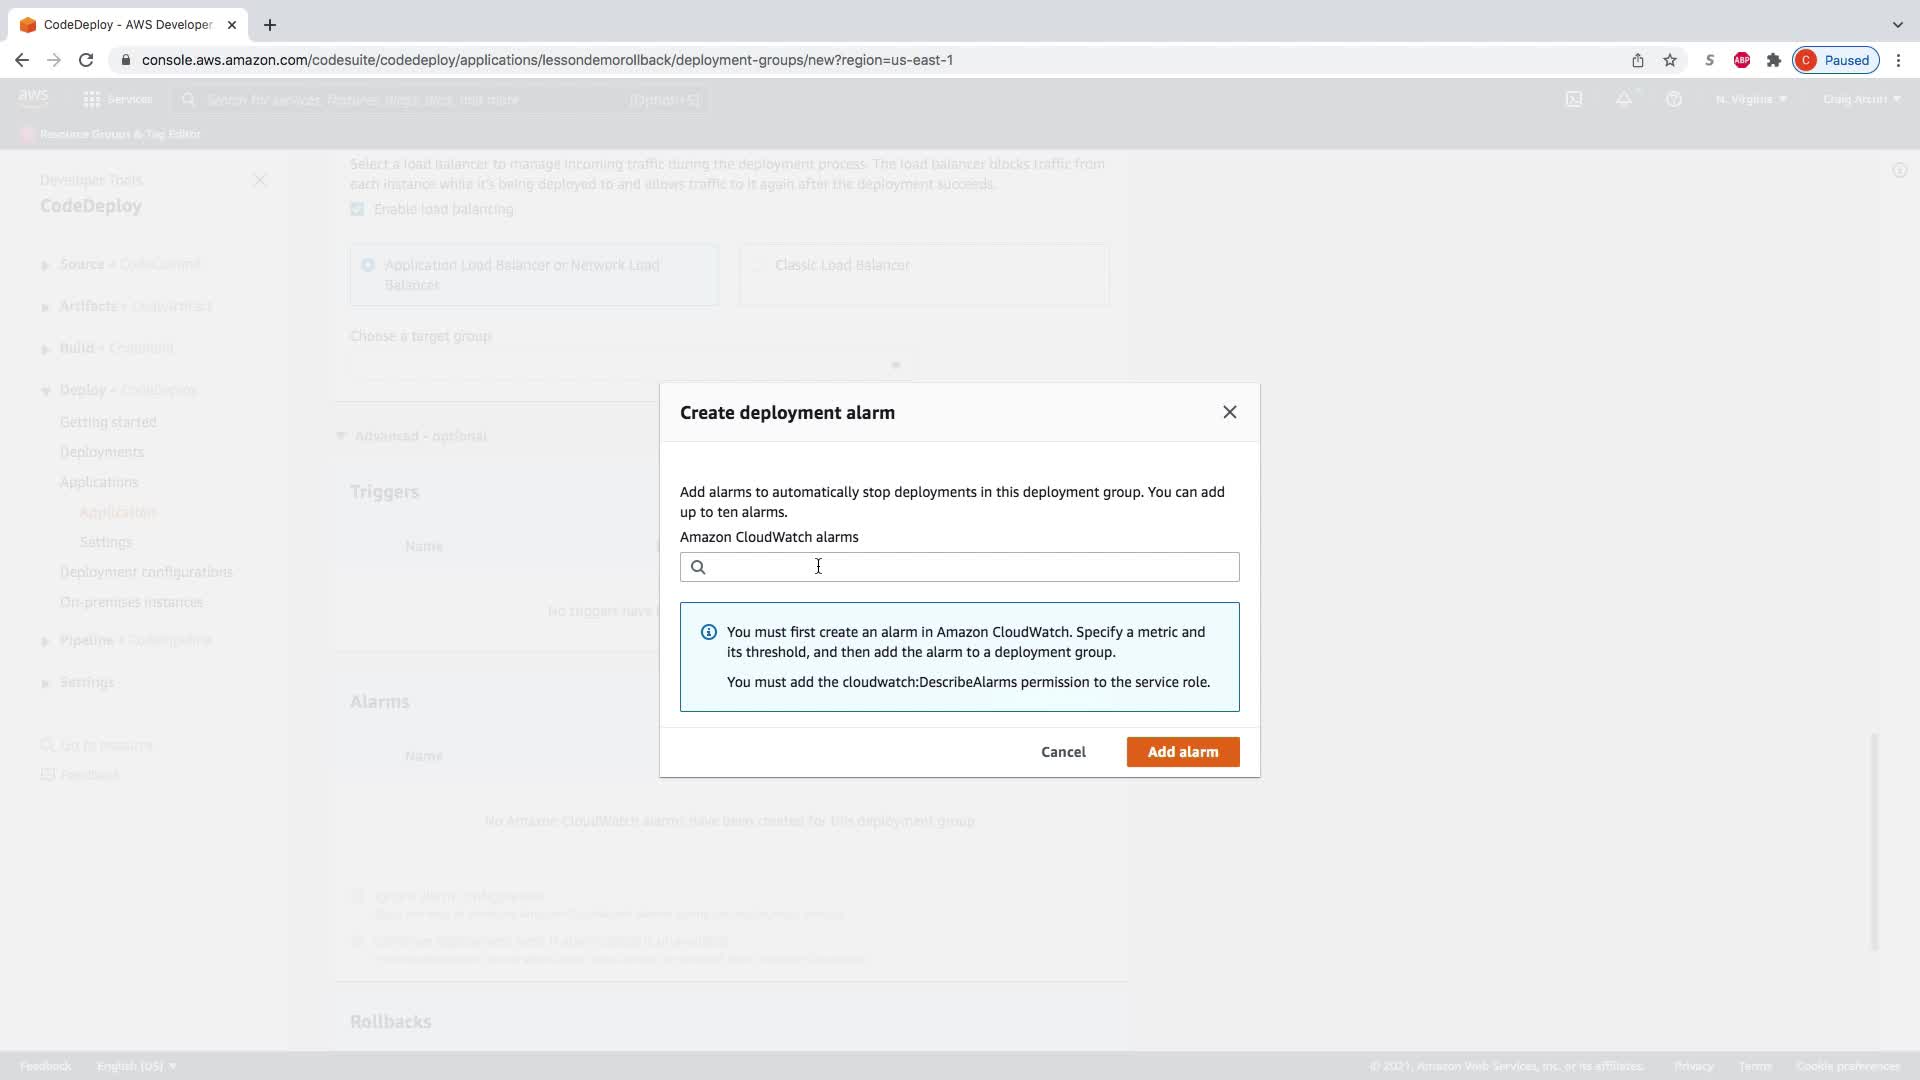 CodeDeploy - AWS Developer
console.aws.amazon.com/codesuite/codedeploy/applications/lessondemorollback/deployment-groups/new?region=us-east-1
ABP
C Paused
aws
Services
Search for services, features, blogs, docs, and more
[Option+S]
N. Virginia
Resource Groups & Tag Editor
Developer Tools
CodeDeploy
Source • CodeCommit
Artifacts • CodeArtifact
Build • CodeBuild
Deploy • CodeDeploy
Getting started
Deployments
Applications
Application
Settings
Deployment configurations
On-premises instances
Pipeline • CodePipeline
Settings
Go to resource
Feedback
Select a load balancer to manage incoming traffic during the deployment process. The load balancer blocks traffic from
each instance while it's being deployed to and allows traffic to it again after the deployment succeeds.
Enable load balancing
Application Load Balancer or Network Load
Balancer
Classic Load Balancer
Choose a target group
Advanced - optional
Triggers
Name
No triggers have
Alarms
Name
No Amazon CloudWatch alarms have been created for this deployment group
Rollbacks
Create deployment alarm
Add alarms to automatically stop deployments in this deployment group. You can add
up to ten alarms.
Amazon CloudWatch alarms
You must first create an alarm in Amazon CloudWatch. Specify a metric and
its threshold, and then add the alarm to a deployment group.
You must add the cloudwatch:DescribeAlarms permission to the service role.
Cancel
Add alarm
Feedback
English (US)
© 2021, Amazon Web Services, Inc. or its affiliates.
Privacy
Terms
Cookie preferences